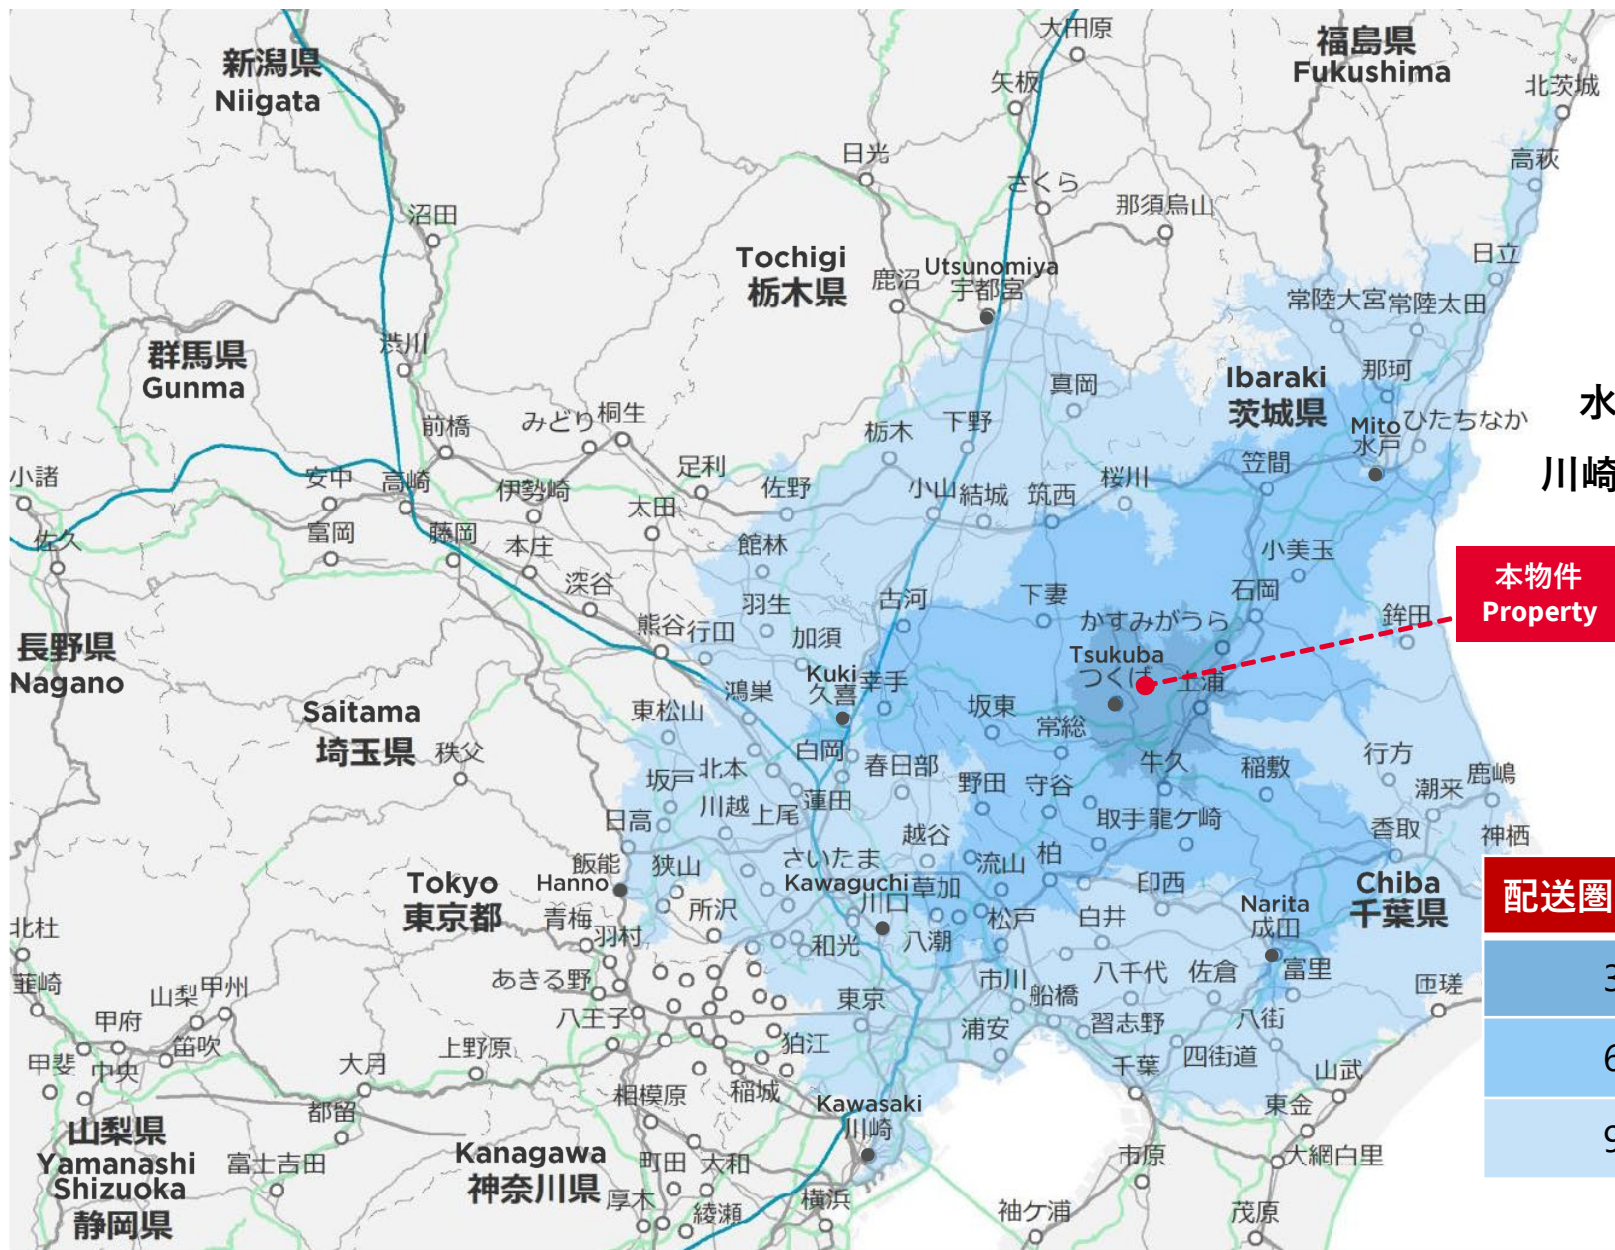 大田原
新潟県
Niigata
福島県
Fukushima
矢板
北茨城
日光
高萩
さくら
那須烏山
沼田
日立
Tochigi
栃木県
Utsunomiya
宇都宮
鹿沼
常陸大宮
常陸太田
渋川
群馬県
Gunma
那珂
Ibaraki
茨城県
真岡
水
みどり
桐生
前橋
栃木
下野
Mito
水戸
ひたちなか
小諸
安中
高崎
伊勢崎
足利
佐野
小山
結城
筑西
桜川
笠間
川崎
太田
佐久
富岡
藤岡
本庄
館林
小美玉
深谷
羽生
古河
下妻
石岡
本物件
Property
熊谷
行田
加須
かすみがうら
鉾田
長野県
Nagano
Tsukuba
つくば
土浦
Kuki
久喜
幸手
鴻巣
東松山
Saitama
埼玉県
秩父
坂東
常総
白岡
春日部
北本
坂戸
野田
守谷
牛久
稲敷
行方
鹿嶋
潮来
川越
上尾
蓮田
日高
越谷
取手
龍ケ崎
香取
神栖
飯能
Hanno
狭山
さいたま
Kawaguchi
川口
草加
流山
柏
印西
Chiba
千葉県
配送圏
Tokyo
東京都
青梅
羽村
所沢
Narita
成田
北杜
和光
八潮
松戸
白井
韮崎
あきる野
市川
八千代
佐倉
富里
匝瑳
3
山梨
甲州
八王子
東京
船橋
甲府
笛吹
浦安
習志野
八街
甲斐
中央
大月
上野原
狛江
千葉
四街道
山武
6
相模原
稲城
都留
Kawasaki
川崎
東金
山梨県
Yamanashi
Shizuoka
静岡県
富士吉田
Kanagawa
神奈川県
町田
大和
市原
大網白里
9
厚木
綾瀬
横浜
袖ケ浦
茂原